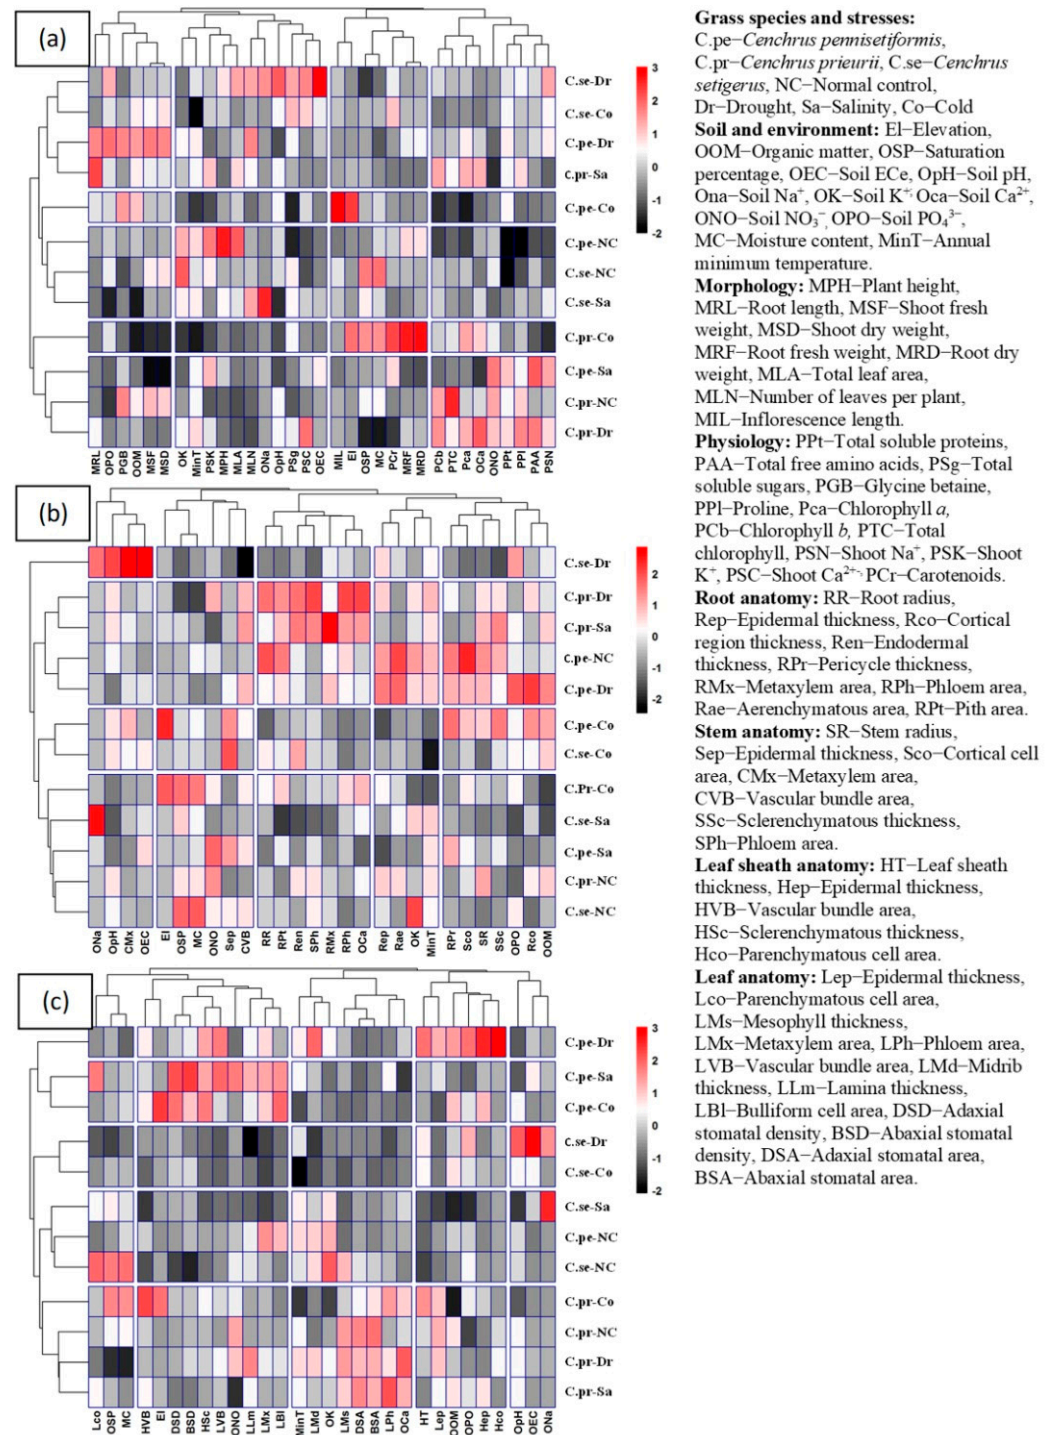 (a)
3
2
1
0
-1
-2
C.se-Dr
C.se-Co
C.pe-Dr
C.pr-Sa
C.pe-Co
C.pe-NC
C.se-NC
C.se-Sa
C.pr-Co
C.pe-Sa
C.pr-NC
C.pr-Dr
MRL OPO PGB OOM MSF MSD OK MinT PSK MPH MLA MLN ONa OpH PSg PSC OEC MIL El OSP MC PCr MRF MRD PCb PTC Pca OCa ONO PPt PPl PAA PSN
(b)
2
1
0
-1
-2
C.se-Dr
C.pr-Dr
C.pr-Sa
C.pe-NC
C.pe-Dr
C.pe-Co
C.se-Co
C.Pr-Co
C.se-Sa
C.pe-Sa
C.pr-NC
C.se-NC
ONa OpH CMx OEC El OSP MC ONO Sep CVB RR RPt Ren SPh RMx RPh OCa Rep Rae OK MinT RPr Sco SR SSc OPO Rco OOM
(c)
3
2
1
0
-1
-2
C.pe-Dr
C.pe-Sa
C.pe-Co
C.se-Dr
C.se-Co
C.se-Sa
C.pe-NC
C.se-NC
C.pr-Co
C.pr-NC
C.pr-Dr
C.pr-Sa
Lco OSP MC HVB El DSD BSD HSc LVB ONO LLm LMx LBl MinT LMd OK LMs DSA BSA LPh OCa HT Lep OOM OPO Hep Hco OpH OEC ONa
Grass species and stresses:
C.pe−Cenchrus pennisetiformis,
C.pr−Cenchrus prieurii, C.se−Cenchrus
setigerus, NC−Normal control,
Dr−Drought, Sa−Salinity, Co−Cold
Soil and environment: El−Elevation,
OOM−Organic matter, OSP−Saturation
percentage, OEC−Soil ECe, OpH−Soil pH,
Ona−Soil Na⁺, OK−Soil K⁺, Oca−Soil Ca²⁺,
ONO−Soil NO₃⁻, OPO−Soil PO₄³⁻,
MC−Moisture content, MinT−Annual
minimum temperature.
Morphology: MPH−Plant height,
MRL−Root length, MSF−Shoot fresh
weight, MSD−Shoot dry weight,
MRF−Root fresh weight, MRD−Root dry
weight, MLA−Total leaf area,
MLN−Number of leaves per plant,
MIL−Inflorescence length.
Physiology: PPt−Total soluble proteins,
PAA−Total free amino acids, PSg−Total
soluble sugars, PGB−Glycine betaine,
PPl−Proline, Pca−Chlorophyll a,
PCb−Chlorophyll b, PTC−Total
chlorophyll, PSN−Shoot Na⁺, PSK−Shoot
K⁺, PSC−Shoot Ca²⁺, PCr−Carotenoids.
Root anatomy: RR−Root radius,
Rep−Epidermal thickness, Rco−Cortical
region thickness, Ren−Endodermal
thickness, RPr−Pericycle thickness,
RMx−Metaxylem area, RPh−Phloem area,
Rae−Aerenchymatous area, RPt−Pith area.
Stem anatomy: SR−Stem radius,
Sep−Epidermal thickness, Sco−Cortical cell
area, CMx−Metaxylem area,
CVB−Vascular bundle area,
SSc−Sclerenchymatous thickness,
SPh−Phloem area.
Leaf sheath anatomy: HT−Leaf sheath
thickness, Hep−Epidermal thickness,
HVB−Vascular bundle area,
HSc−Sclerenchymatous thickness,
Hco−Parenchymatous cell area.
Leaf anatomy: Lep−Epidermal thickness,
Lco−Parenchymatous cell area,
LMs−Mesophyll thickness,
LMx−Metaxylem area, LPh−Phloem area,
LVB−Vascular bundle area, LMd−Midrib
thickness, LLm−Lamina thickness,
LBl−Bulliform cell area, DSD−Adaxial
stomatal density, BSD−Abaxial stomatal
density, DSA−Adaxial stomatal area,
BSA−Abaxial stomatal area.